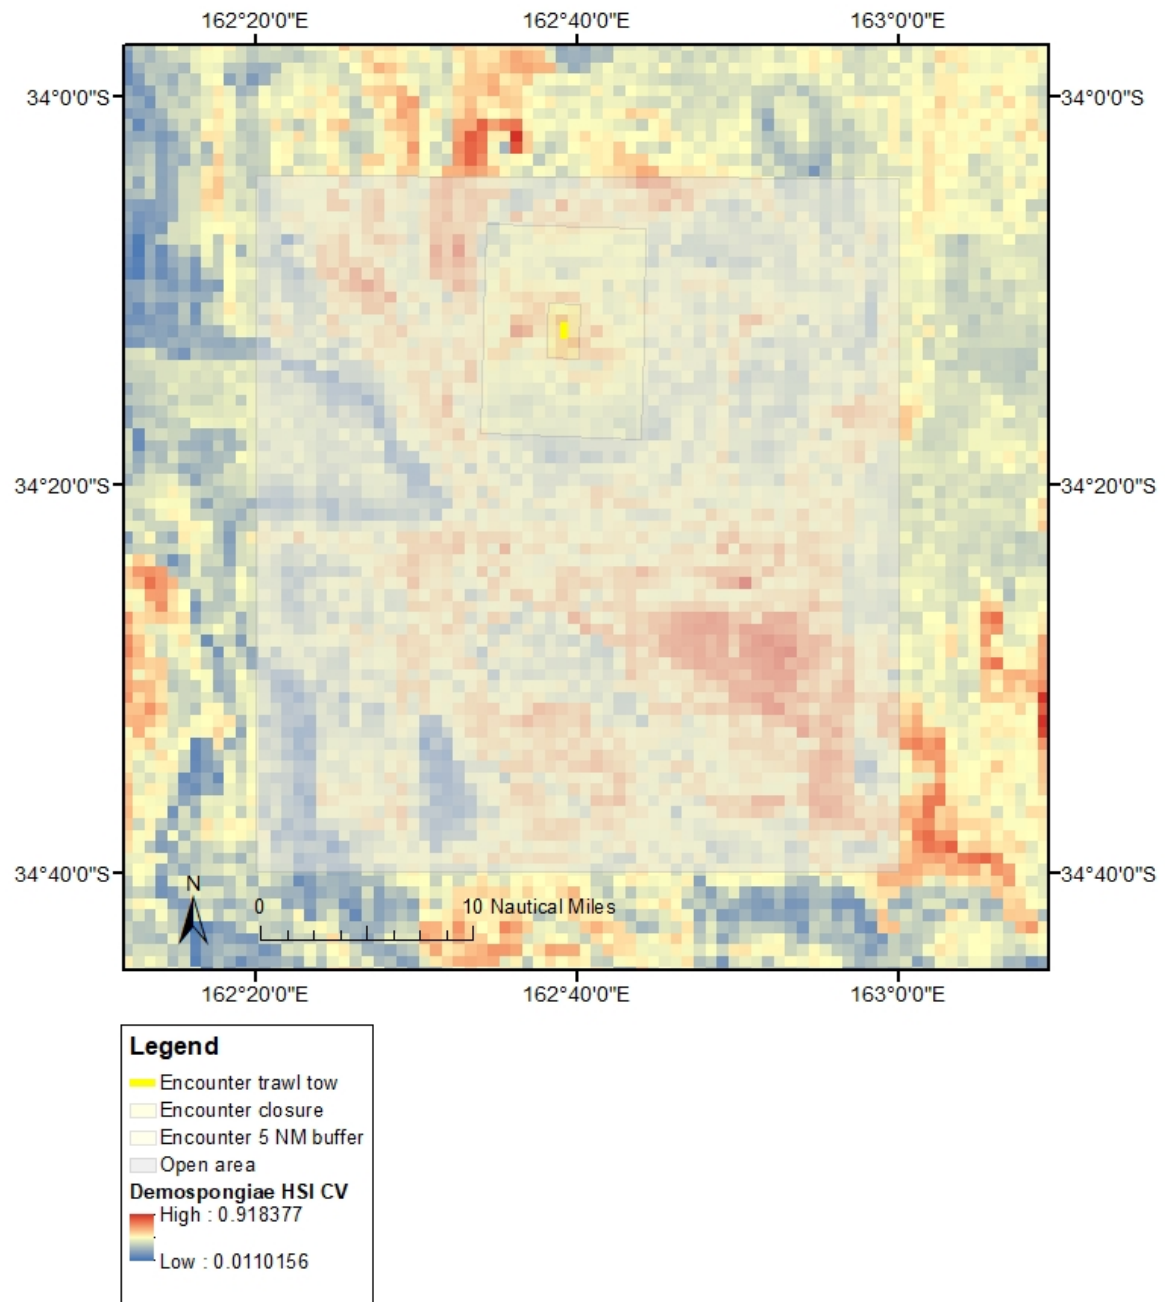 162°20'0"E 162°40'0"E 163°0'0"E
34°0'0"S 34°0'0"S
34°20'0"S 34°20'0"S
34°40'0"S 34°40'0"S
N
0 10 Nautical Miles
162°20'0"E 162°40'0"E 163°0'0"E
Legend
Encounter trawl tow
Encounter closure
Encounter 5 NM buffer
Open area
Demospongiae HSI CV
High : 0.918377
Low : 0.0110156